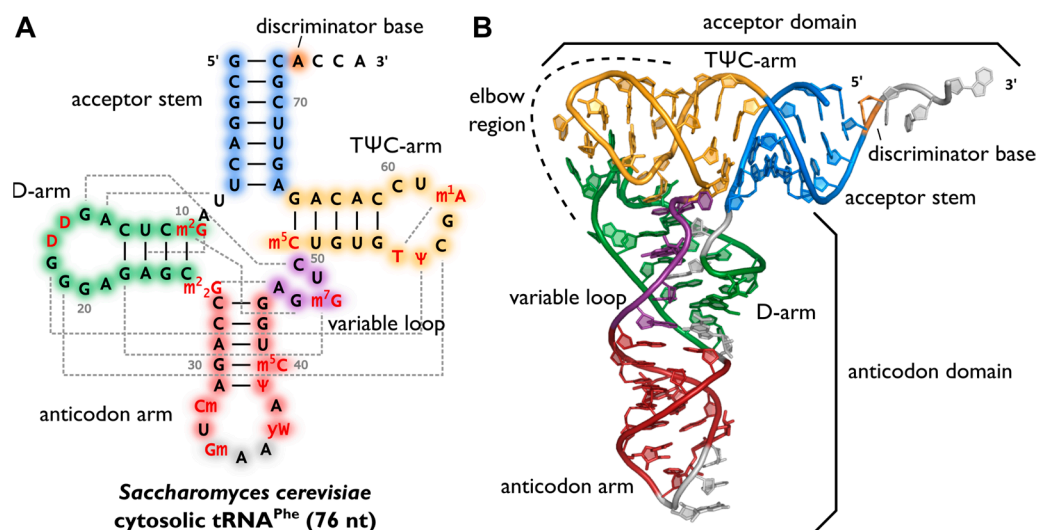 A
discriminator base
5'
G
C
A
C
C
A
3'
C
G
G
C
70
acceptor stem
G
U
A
U
TΨC-arm
C
G
60
U
A
U
G
A
C
A
C
C
U
m¹A
D-arm
A
10
D
G
A
C
U
C
m²G
G
D
m⁵C
U
G
U
G
T
Ψ
C
50
G
G
G
A
G
A
G
C
C
U
20
m²₂G
A
G
m⁷G
C
G
variable loop
C
G
A
U
30
G
m⁵C
40
A
Ψ
anticodon arm
Cm
A
U
yW
Gm
A
A
Saccharomyces cerevisiae
cytosolic tRNAPhe (76 nt)
B
acceptor domain
TΨC-arm
5'
3'
elbow
region
discriminator base
acceptor stem
variable loop
D-arm
anticodon domain
anticodon arm